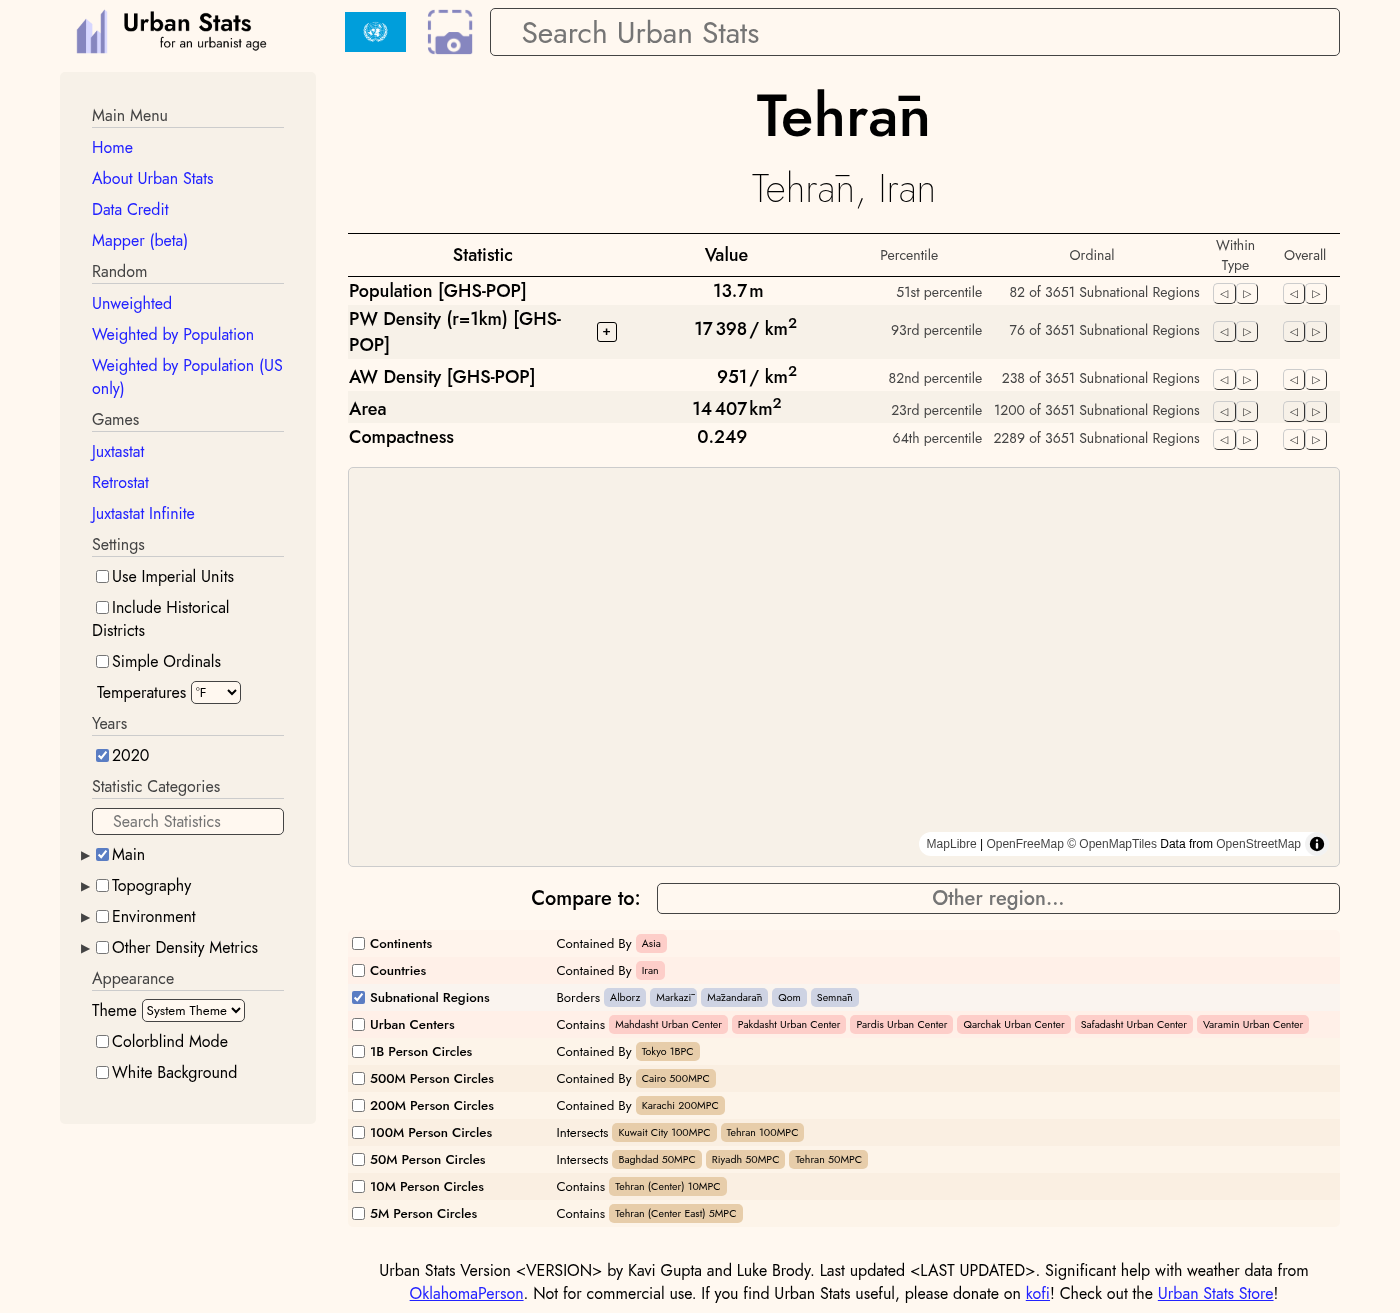 Urban Stats
for an urbanist age
Search Urban Stats
Main Menu
Home
About Urban Stats
Data Credit
Mapper (beta)
Random
Unweighted
Weighted by Population
Weighted by Population (US
only)
Games
Juxtastat
Retrostat
Juxtastat Infinite
Settings
Use Imperial Units
Include Historical
Districts
Simple Ordinals
Temperatures °F
Years
2020
Statistic Categories
Search Statistics
Main
Topography
Environment
Other Density Metrics
Appearance
Theme System Theme
Colorblind Mode
White Background
Tehrān
Tehrān, Iran
Statistic Value Percentile Ordinal Within Type Overall
Population [GHS-POP] 13.7 m 51st percentile 82 of 3651 Subnational Regions
PW Density (r=1km) [GHS-
POP] + 17 398 / km² 93rd percentile 76 of 3651 Subnational Regions
AW Density [GHS-POP] 951 / km² 82nd percentile 238 of 3651 Subnational Regions
Area 14 407 km² 23rd percentile 1200 of 3651 Subnational Regions
Compactness 0.249 64th percentile 2289 of 3651 Subnational Regions
MapLibre | OpenFreeMap © OpenMapTiles Data from OpenStreetMap
Compare to: Other region...
Continents Contained By Asia
Countries Contained By Iran
Subnational Regions Borders Alborz Markazī Māzandarān Qom Semnān
Urban Centers Contains Mahdasht Urban Center Pakdasht Urban Center Pardis Urban Center Qarchak Urban Center Safadasht Urban Center Varamin Urban Center
1B Person Circles Contained By Tokyo 1BPC
500M Person Circles Contained By Cairo 500MPC
200M Person Circles Contained By Karachi 200MPC
100M Person Circles Intersects Kuwait City 100MPC Tehran 100MPC
50M Person Circles Intersects Baghdad 50MPC Riyadh 50MPC Tehran 50MPC
10M Person Circles Contains Tehran (Center) 10MPC
5M Person Circles Contains Tehran (Center East) 5MPC
Urban Stats Version <VERSION> by Kavi Gupta and Luke Brody. Last updated <LAST UPDATED>. Significant help with weather data from
OklahomaPerson. Not for commercial use. If you find Urban Stats useful, please donate on kofi! Check out the Urban Stats Store!